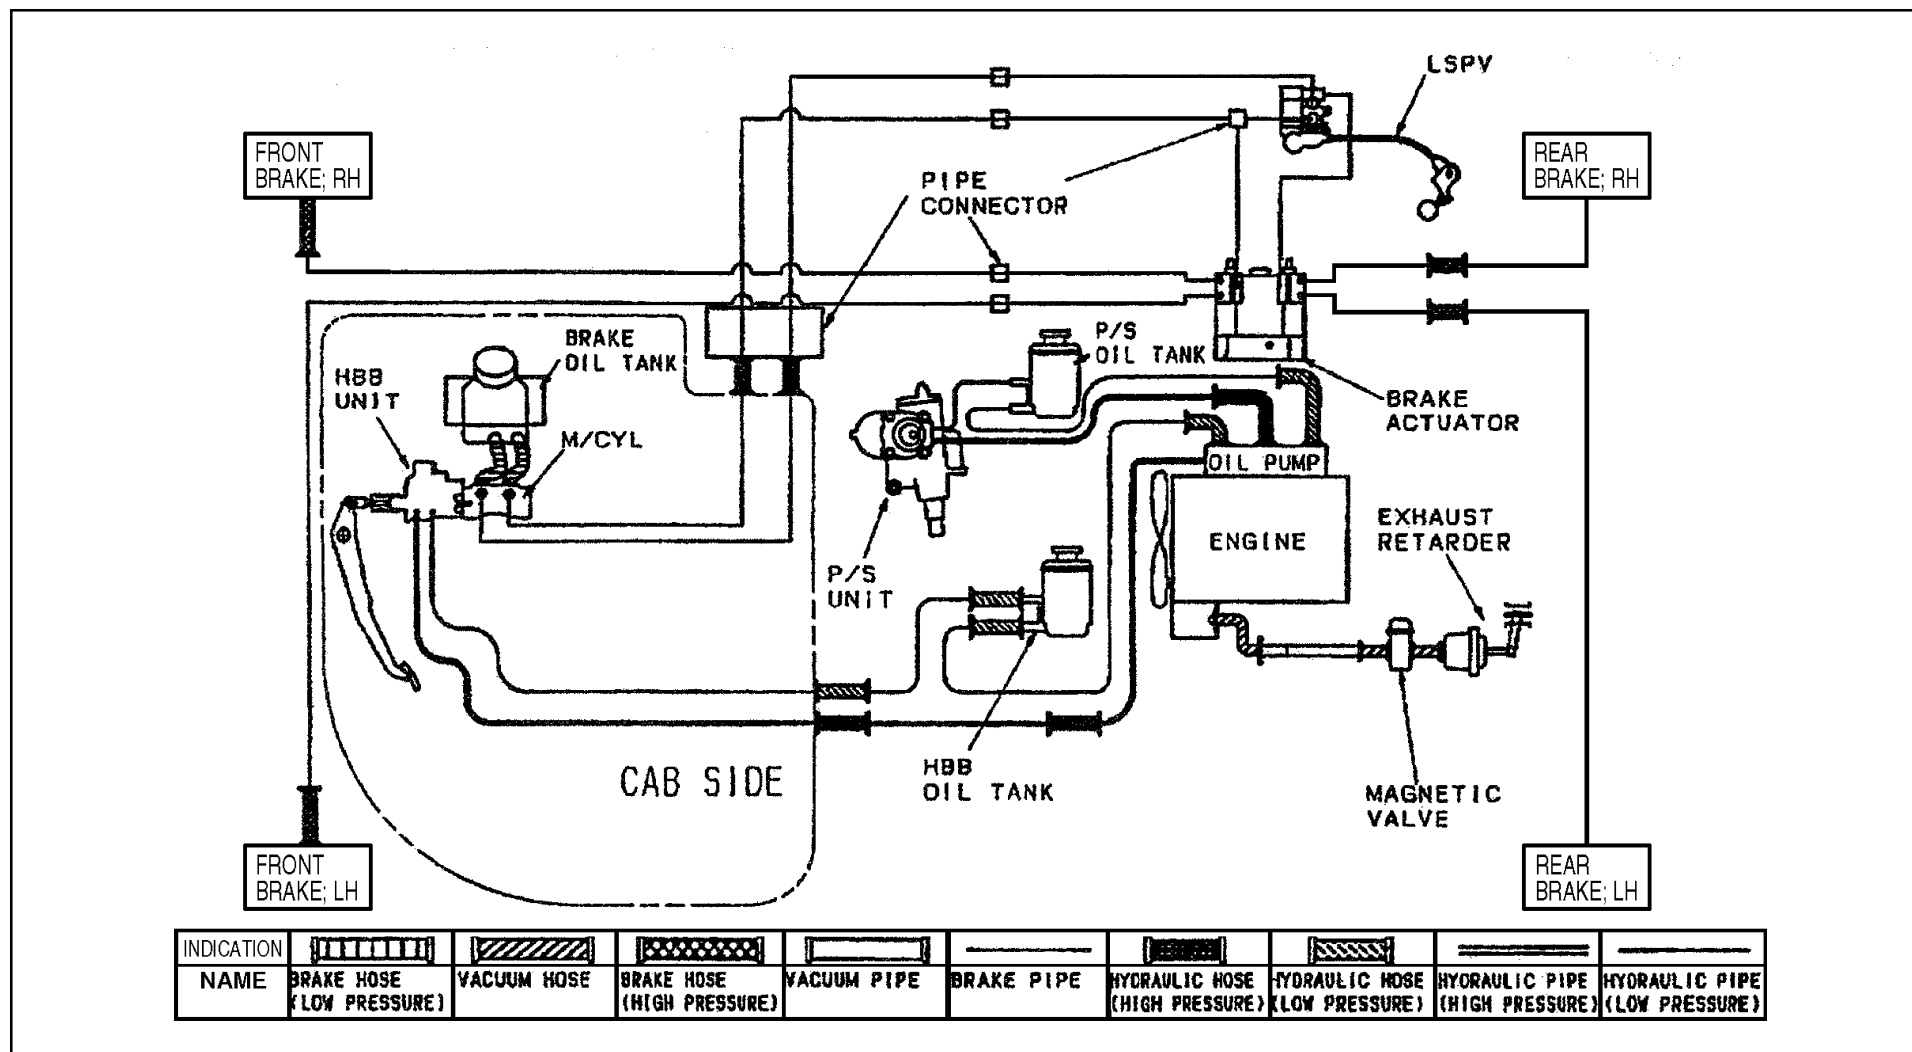 LSPV
FRONT
BRAKE; RH
REAR
BRAKE; RH
PIPE
CONNECTOR
BRAKE
OIL TANK
P/S
OIL TANK
HBB
UNIT
BRAKE
ACTUATOR
M/CYL
OIL PUMP
EXHAUST
RETARDER
ENGINE
P/S
UNIT
CAB SIDE
HBB
OIL TANK
MAGNETIC
VALVE
FRONT
BRAKE; LH
REAR
BRAKE; LH
INDICATION
NAME
BRAKE HOSE
(LOW PRESSURE)
VACUUM HOSE
BRAKE HOSE
(HIGH PRESSURE)
VACUUM PIPE
BRAKE PIPE
HYDRAULIC HOSE
(HIGH PRESSURE)
HYDRAULIC HOSE
(LOW PRESSURE)
HYDRAULIC PIPE
(HIGH PRESSURE)
HYDRAULIC PIPE
(LOW PRESSURE)